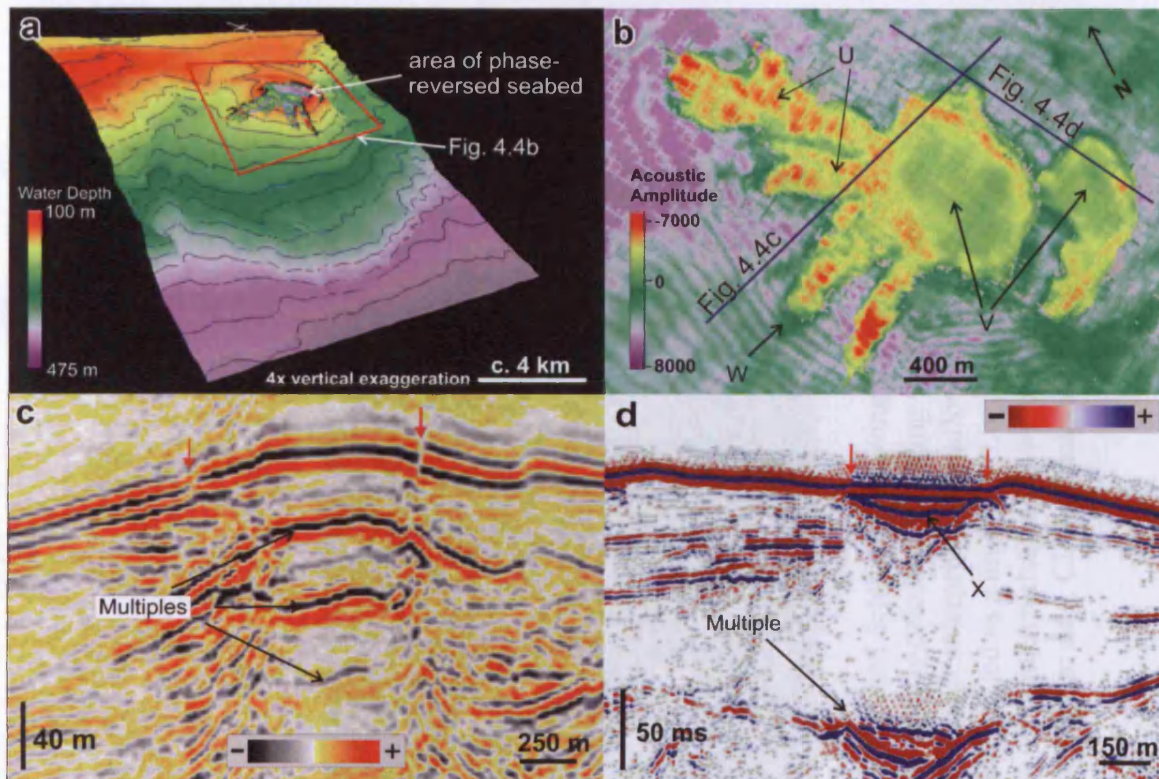 a
area of phase-
reversed seabed
Fig. 4.4b
Water Depth
100 m
475 m
4x vertical exaggeration
c. 4 km
b
U
Fig. 4.4d
N
Acoustic
Amplitude
-7000
0
8000
Fig. 4.4c
V
W
400 m
c
Multiples
40 m
- +
250 m
d
- +
X
Multiple
50 ms
150 m